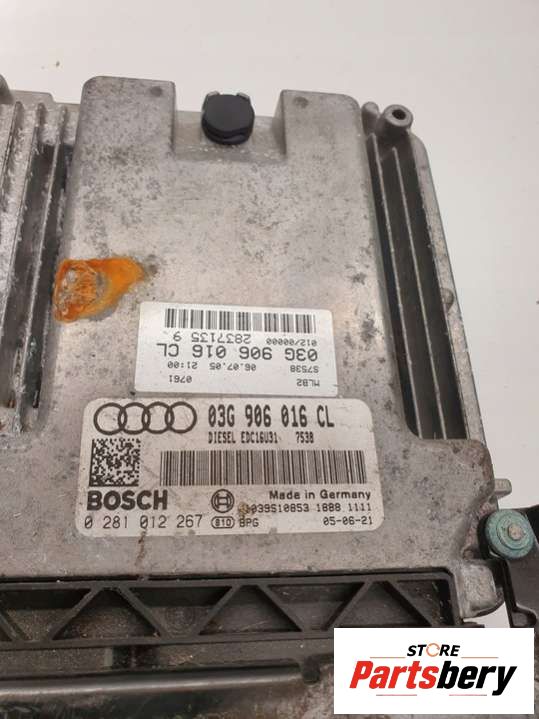 012/00000
2837135 9
03G 906 016 CL
06.07.05 21:00
S7538
MLB2
0761
03G 906 016 CL
DIESEL EDC16U31 7538
BOSCH
Made in Germany
1039S10853 1888 1111
0 281 012 267
810 BPG
05-06-21
STORE
Partsbery